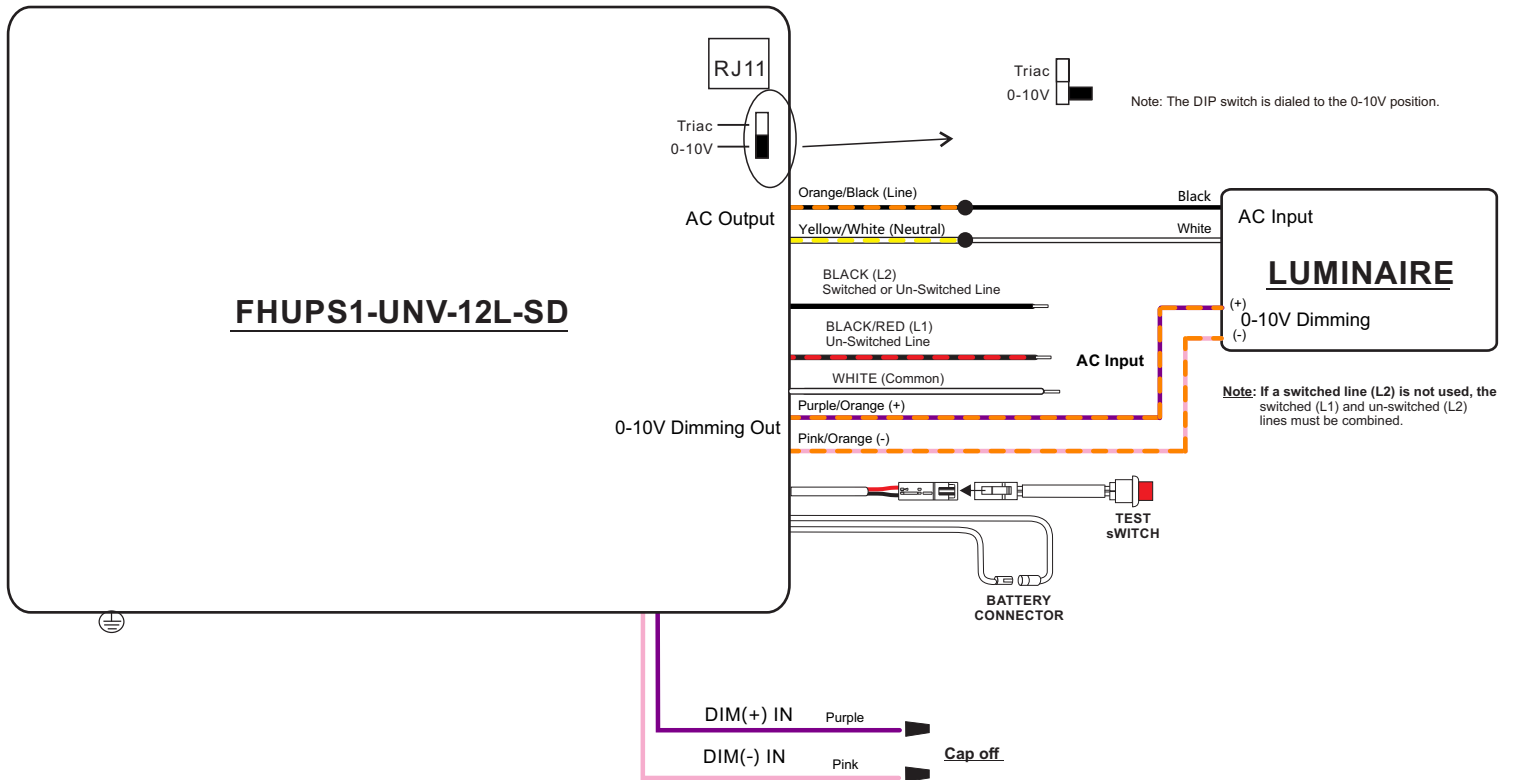 RJ11
Triac
0-10V
Triac
0-10V
Note: The DIP switch is dialed to the 0-10V position.
FHUPS1-UNV-12L-SD
AC Output
Orange/Black (Line)
Black
Yellow/White (Neutral)
White
AC Input
LUMINAIRE
(+)
0-10V Dimming
(-)
BLACK (L2)
Switched or Un-Switched Line
BLACK/RED (L1)
Un-Switched Line
AC Input
WHITE (Common)
Note: If a switched line (L2) is not used, the
switched (L1) and un-switched (L2)
lines must be combined.
0-10V Dimming Out
Purple/Orange (+)
Pink/Orange (-)
TEST
sWITCH
BATTERY
CONNECTOR
DIM(+) IN
Purple
DIM(-) IN
Pink
Cap off